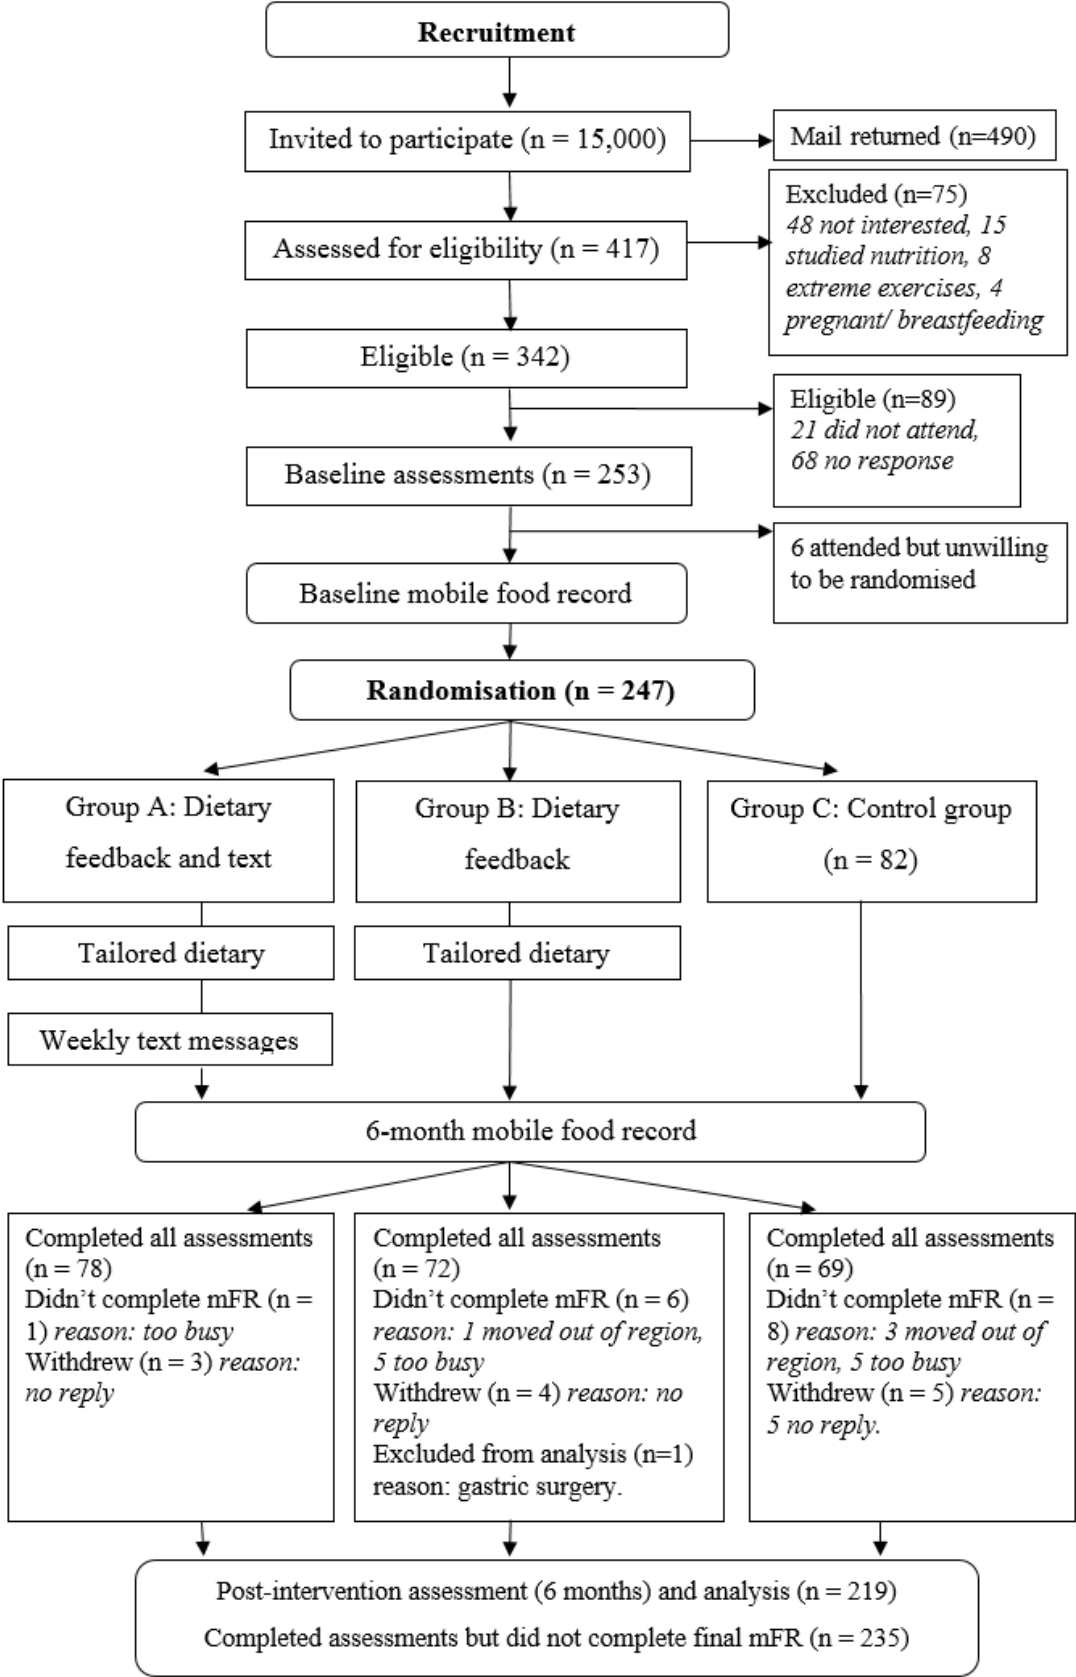 Recruitment
Invited to participate (n = 15,000)
Mail returned (n=490)
Excluded (n=75)
48 not interested, 15
studied nutrition, 8
extreme exercises, 4
pregnant/ breastfeeding
Assessed for eligibility (n = 417)
Eligible (n = 342)
Eligible (n=89)
21 did not attend,
68 no response
Baseline assessments (n = 253)
6 attended but unwilling
to be randomised
Baseline mobile food record
Randomisation (n = 247)
Group A: Dietary
feedback and text
Group B: Dietary
feedback
Group C: Control group
(n = 82)
Tailored dietary
Tailored dietary
Weekly text messages
6-month mobile food record
Completed all assessments
(n = 78)
Didn’t complete mFR (n =
1) reason: too busy
Withdrew (n = 3) reason:
no reply
Completed all assessments
(n = 72)
Didn’t complete mFR (n = 6)
reason: 1 moved out of region,
5 too busy
Withdrew (n = 4) reason: no
reply
Excluded from analysis (n=1)
reason: gastric surgery.
Completed all assessments
(n = 69)
Didn’t complete mFR (n =
8) reason: 3 moved out of
region, 5 too busy
Withdrew (n = 5) reason:
5 no reply.
Post-intervention assessment (6 months) and analysis (n = 219)
Completed assessments but did not complete final mFR (n = 235)